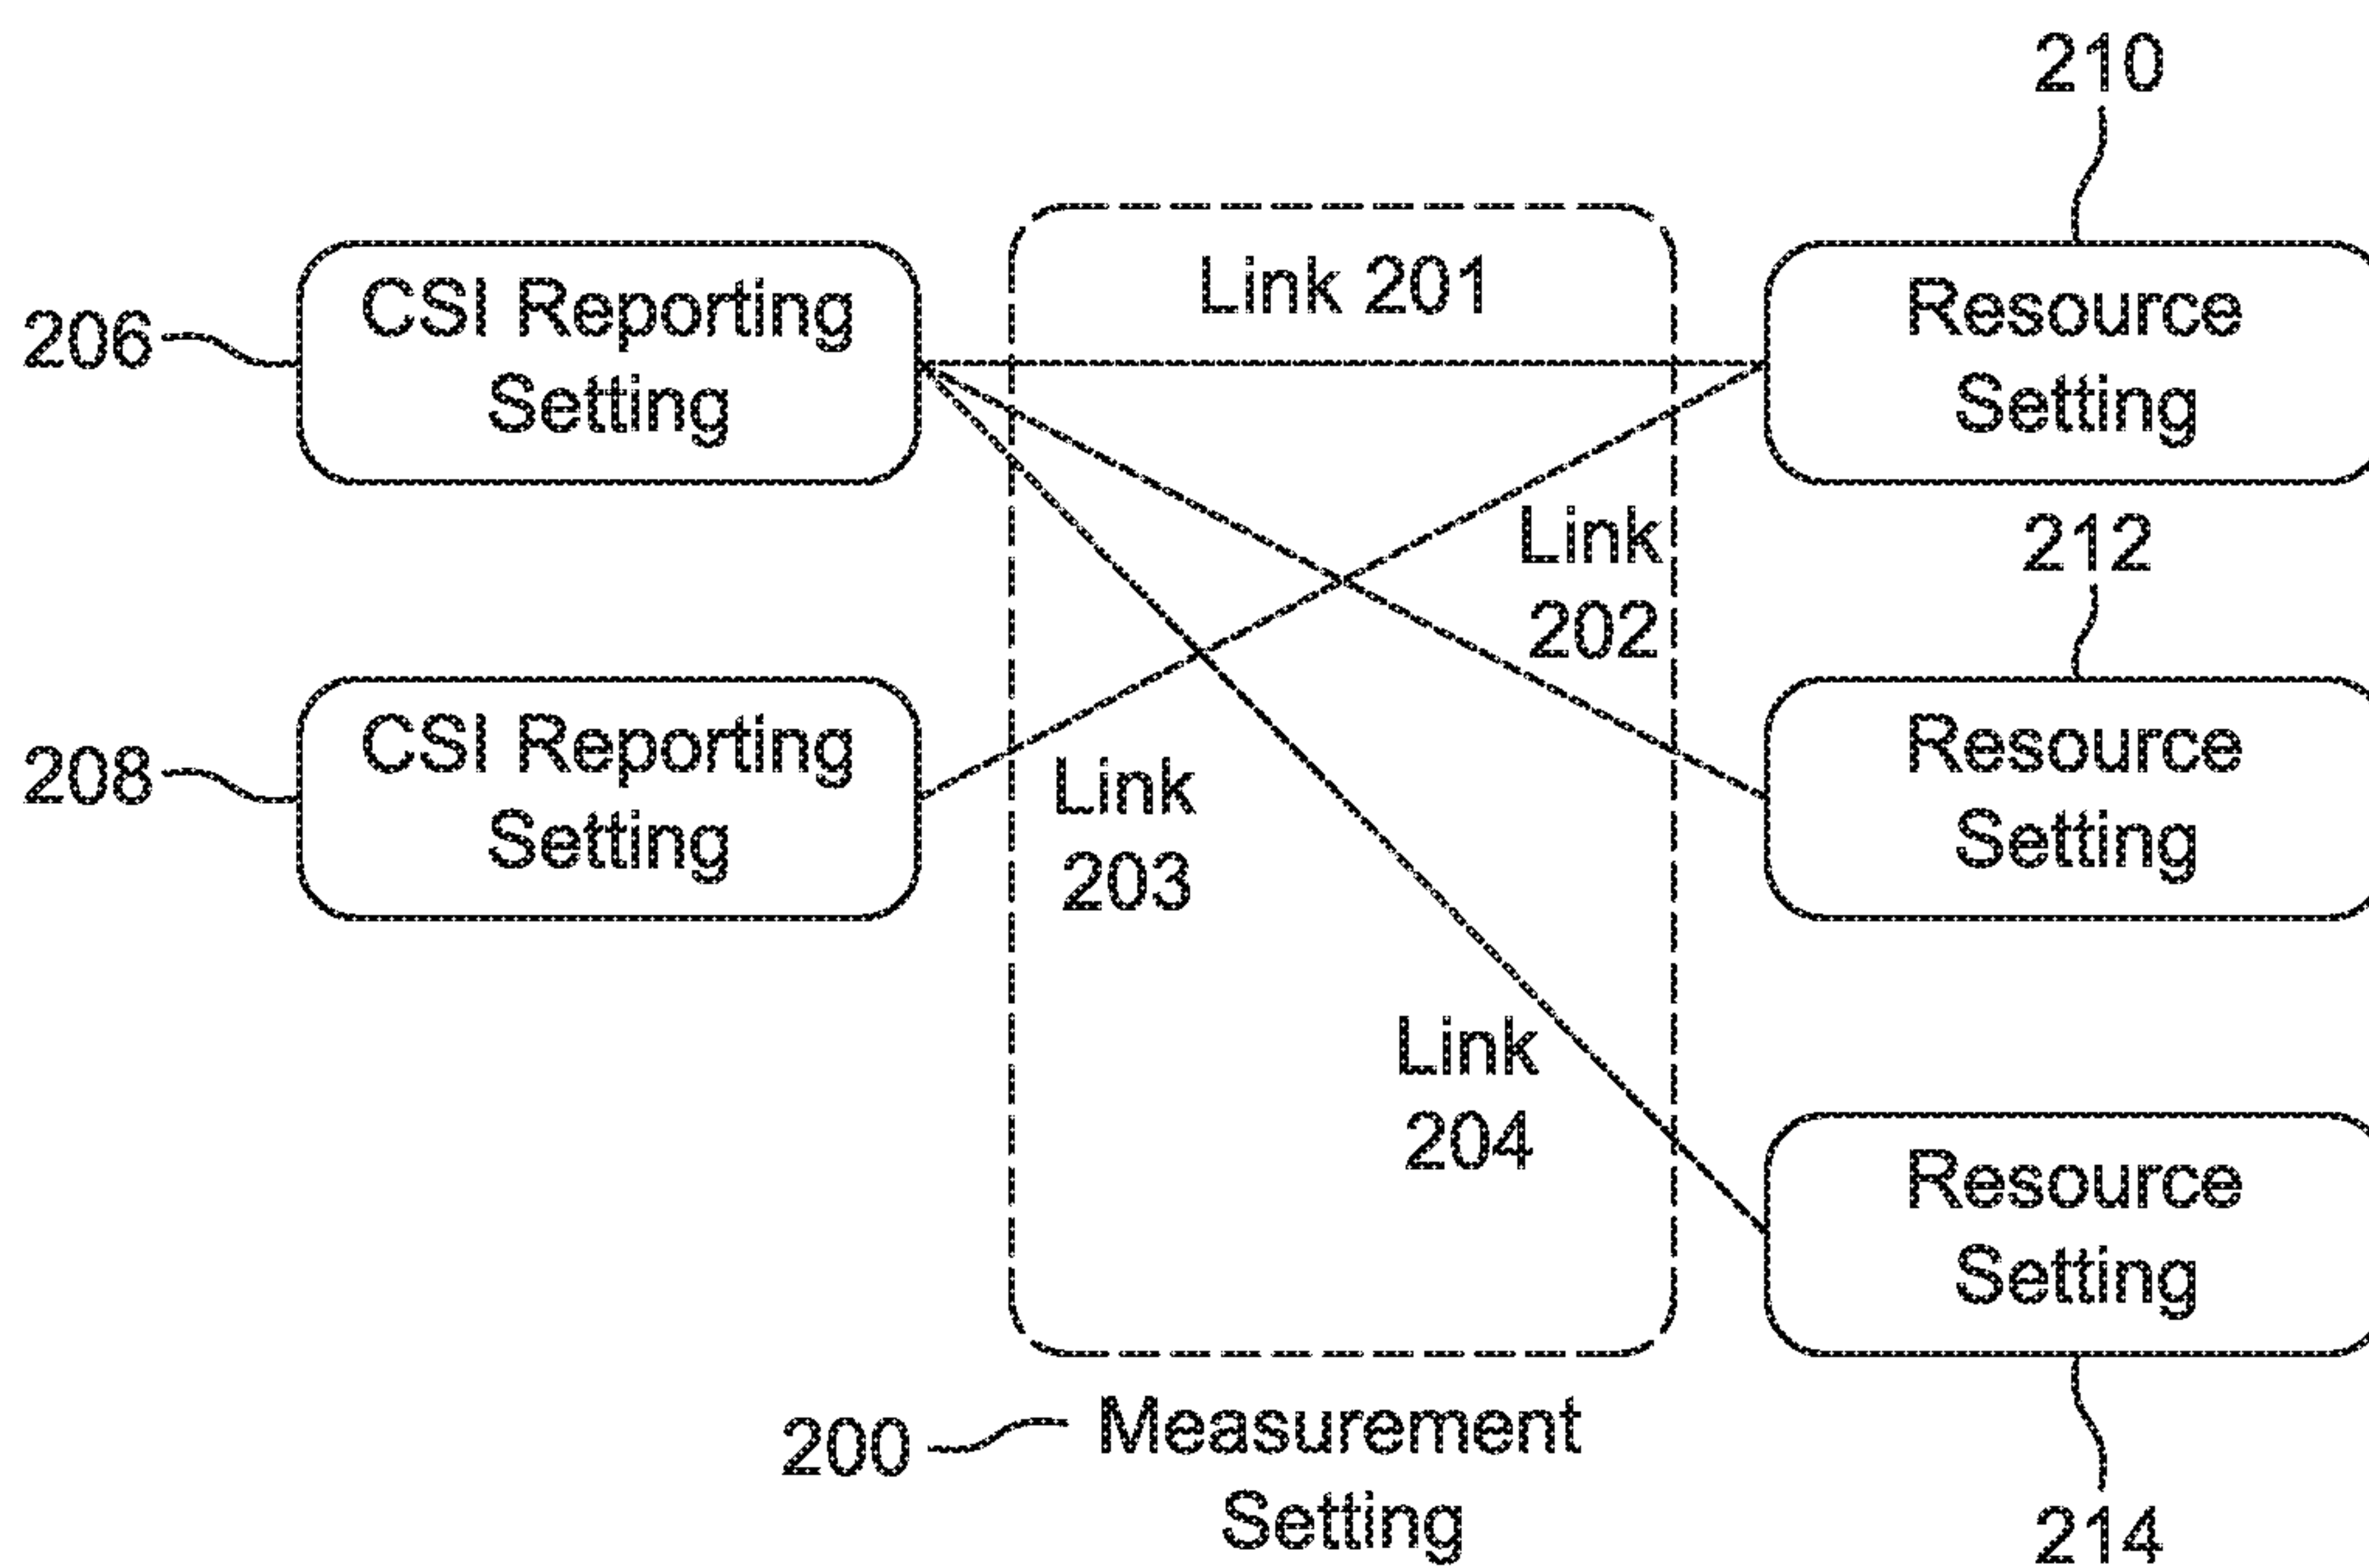 210
CSI Reporting
Setting
206
Link 201
Resource
Setting
Link
202
212
CSI Reporting
Setting
208
Link
203
Resource
Setting
Link
204
Resource
Setting
200
Measurement
Setting
214